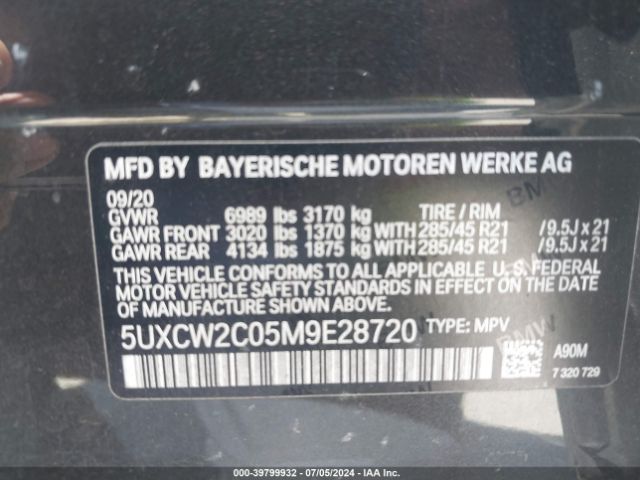 MFD BY BAYERISCHE MOTOREN WERKE AG
09/20
GVWR 6989 lbs 3170 kg TIRE / RIM
GAWR FRONT 3020 lbs 1370 kg WITH 285/45 R21 / 9.5J x 21
GAWR REAR 4134 lbs 1875 kg WITH 285/45 R21 / 9.5J x 21
THIS VEHICLE CONFORMS TO ALL APPLICABLE U. S. FEDERAL
MOTOR VEHICLE SAFETY STANDARDS IN EFFECT ON THE DATE
OF MANUFACTURE SHOWN ABOVE.
5UXCW2C05M9E28720 TYPE: MPV
A90M
7 320 729
BMW
BMW
000-39799932 - 07/05/2024 - IAA Inc.